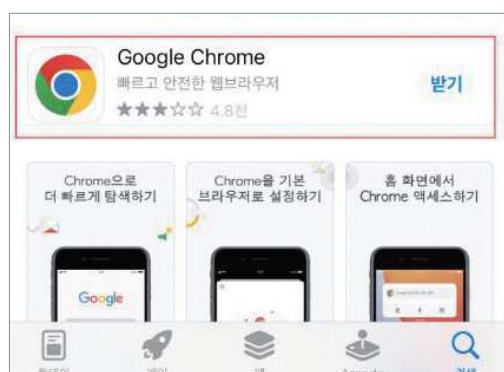 Google Chrome
빠르고 안전한 웹브라우저
4.8천
받기
Chrome으로
더 빠르게 탐색하기
Chrome을 기본
브라우저로 설정하기
홈 화면에서
Chrome 액세스하기
Google